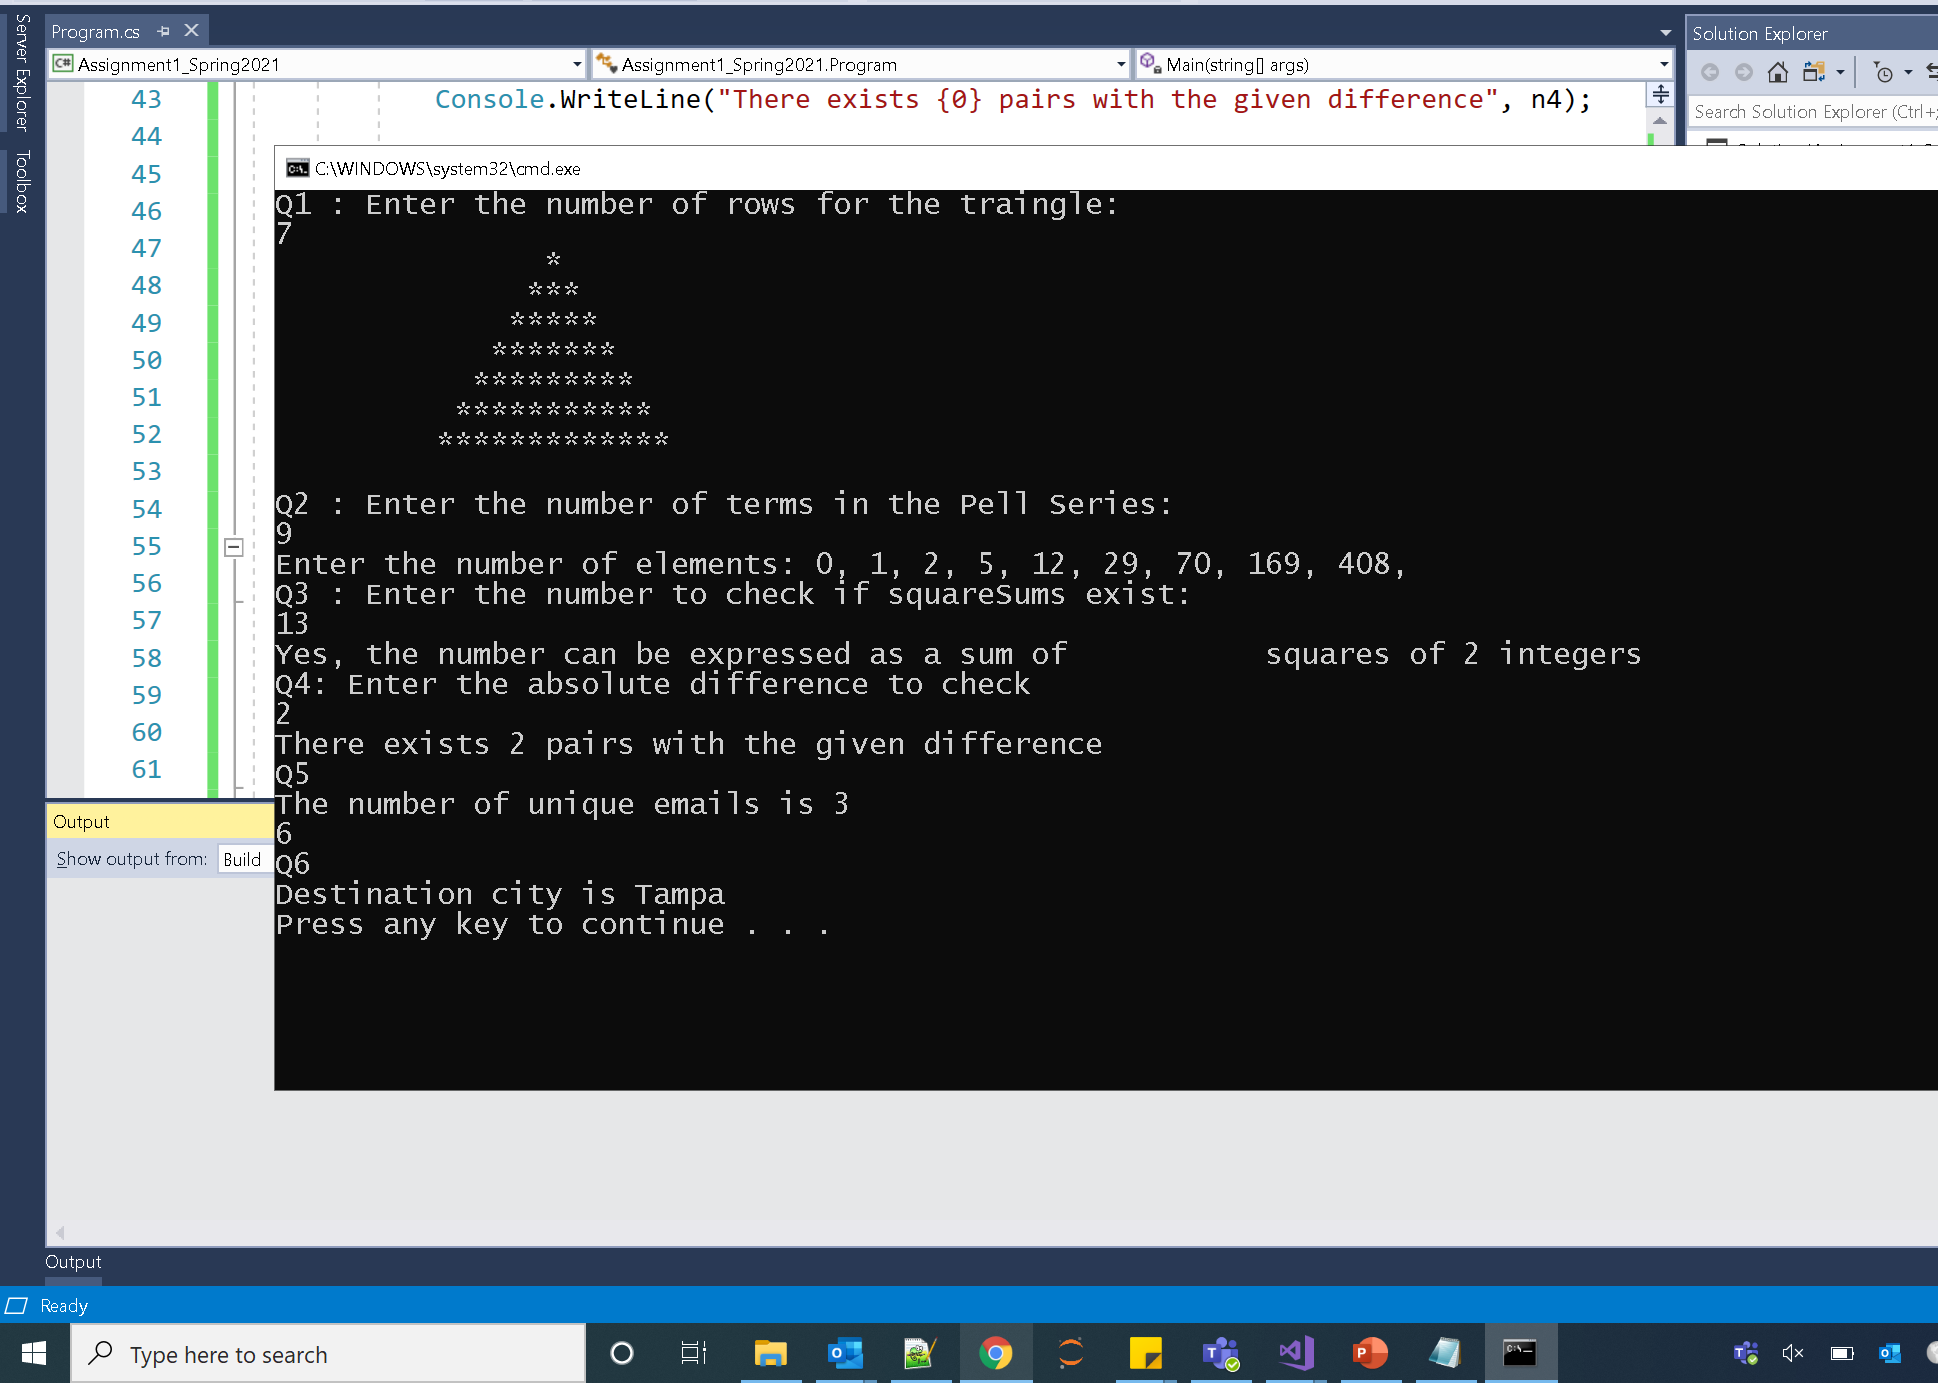 Server Explorer
Toolbox
Program.cs
Assignment1_Spring2021
Assignment1_Spring2021.Program
Main(string[] args)
Solution Explorer
Search Solution Explorer (Ctrl+;
43 Console.WriteLine("There exists {0} pairs with the given difference", n4);
44
45
46
47
48
49
50
51
52
53
54
55
56
57
58
59
60
61
C:\WINDOWS\system32\cmd.exe
Q1 : Enter the number of rows for the traingle:
7
*
***
*****
*******
*********
***********
*************
Q2 : Enter the number of terms in the Pell Series:
9
Enter the number of elements: 0, 1, 2, 5, 12, 29, 70, 169, 408,
Q3 : Enter the number to check if squareSums exist:
13
Yes, the number can be expressed as a sum of           squares of 2 integers
Q4: Enter the absolute difference to check
2
There exists 2 pairs with the given difference
Q5
The number of unique emails is 3
6
Q6
Destination city is Tampa
Press any key to continue . . .
Output
Show output from: Build
Output
Ready
Type here to search